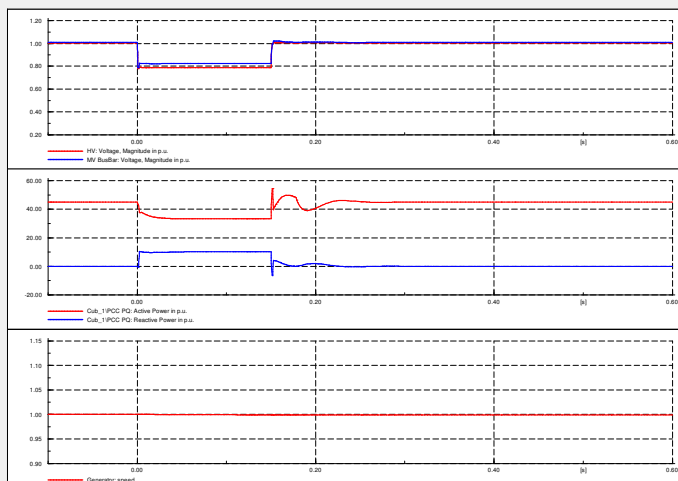 1.20
1.00
0.80
0.60
0.40
0.20
0.00 0.20 0.40 [s] 0.60
HV: Voltage, Magnitude in p.u.
MV BusBar: Voltage, Magnitude in p.u.
60.00
40.00
20.00
0.00
-20.00
0.00 0.20 0.40 [s] 0.60
Cub_1\PCC PQ: Active Power in p.u.
Cub_1\PCC PQ: Reactive Power in p.u.
1.15
1.10
1.05
1.00
0.95
0.90
0.00 0.20 0.40 [s] 0.60
Generator: speed